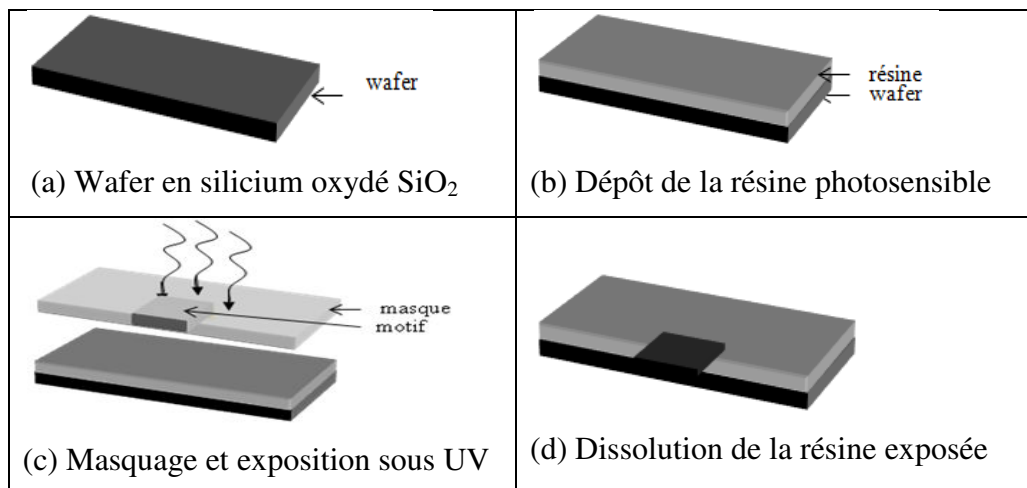 wafer
(a) Wafer en silicium oxydé SiO₂
résine
wafer
(b) Dépôt de la résine photosensible
masque
motif
(c) Masquage et exposition sous UV
(d) Dissolution de la résine exposée